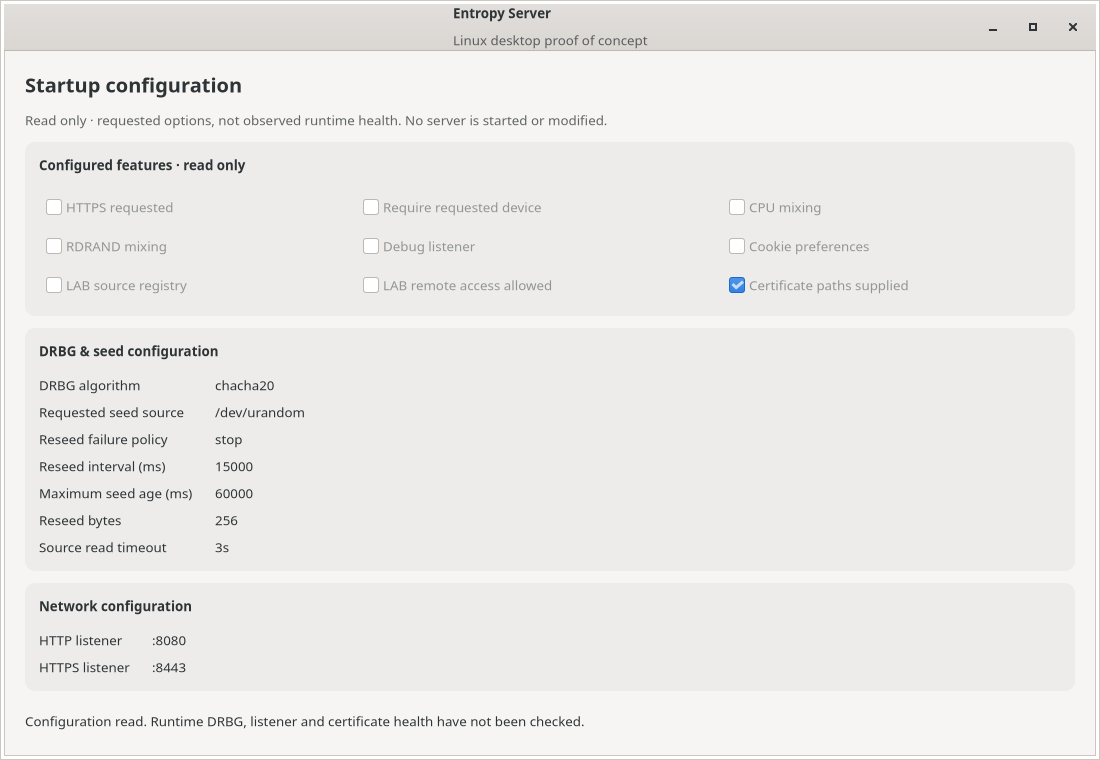 Entropy Server
Linux desktop proof of concept
Startup configuration
Read only · requested options, not observed runtime health. No server is started or modified.
Configured features · read only
HTTPS requested
Require requested device
CPU mixing
RDRAND mixing
Debug listener
Cookie preferences
LAB source registry
LAB remote access allowed
Certificate paths supplied
DRBG & seed configuration
DRBG algorithm chacha20
Requested seed source /dev/urandom
Reseed failure policy stop
Reseed interval (ms) 15000
Maximum seed age (ms) 60000
Reseed bytes 256
Source read timeout 3s
Network configuration
HTTP listener :8080
HTTPS listener :8443
Configuration read. Runtime DRBG, listener and certificate health have not been checked.